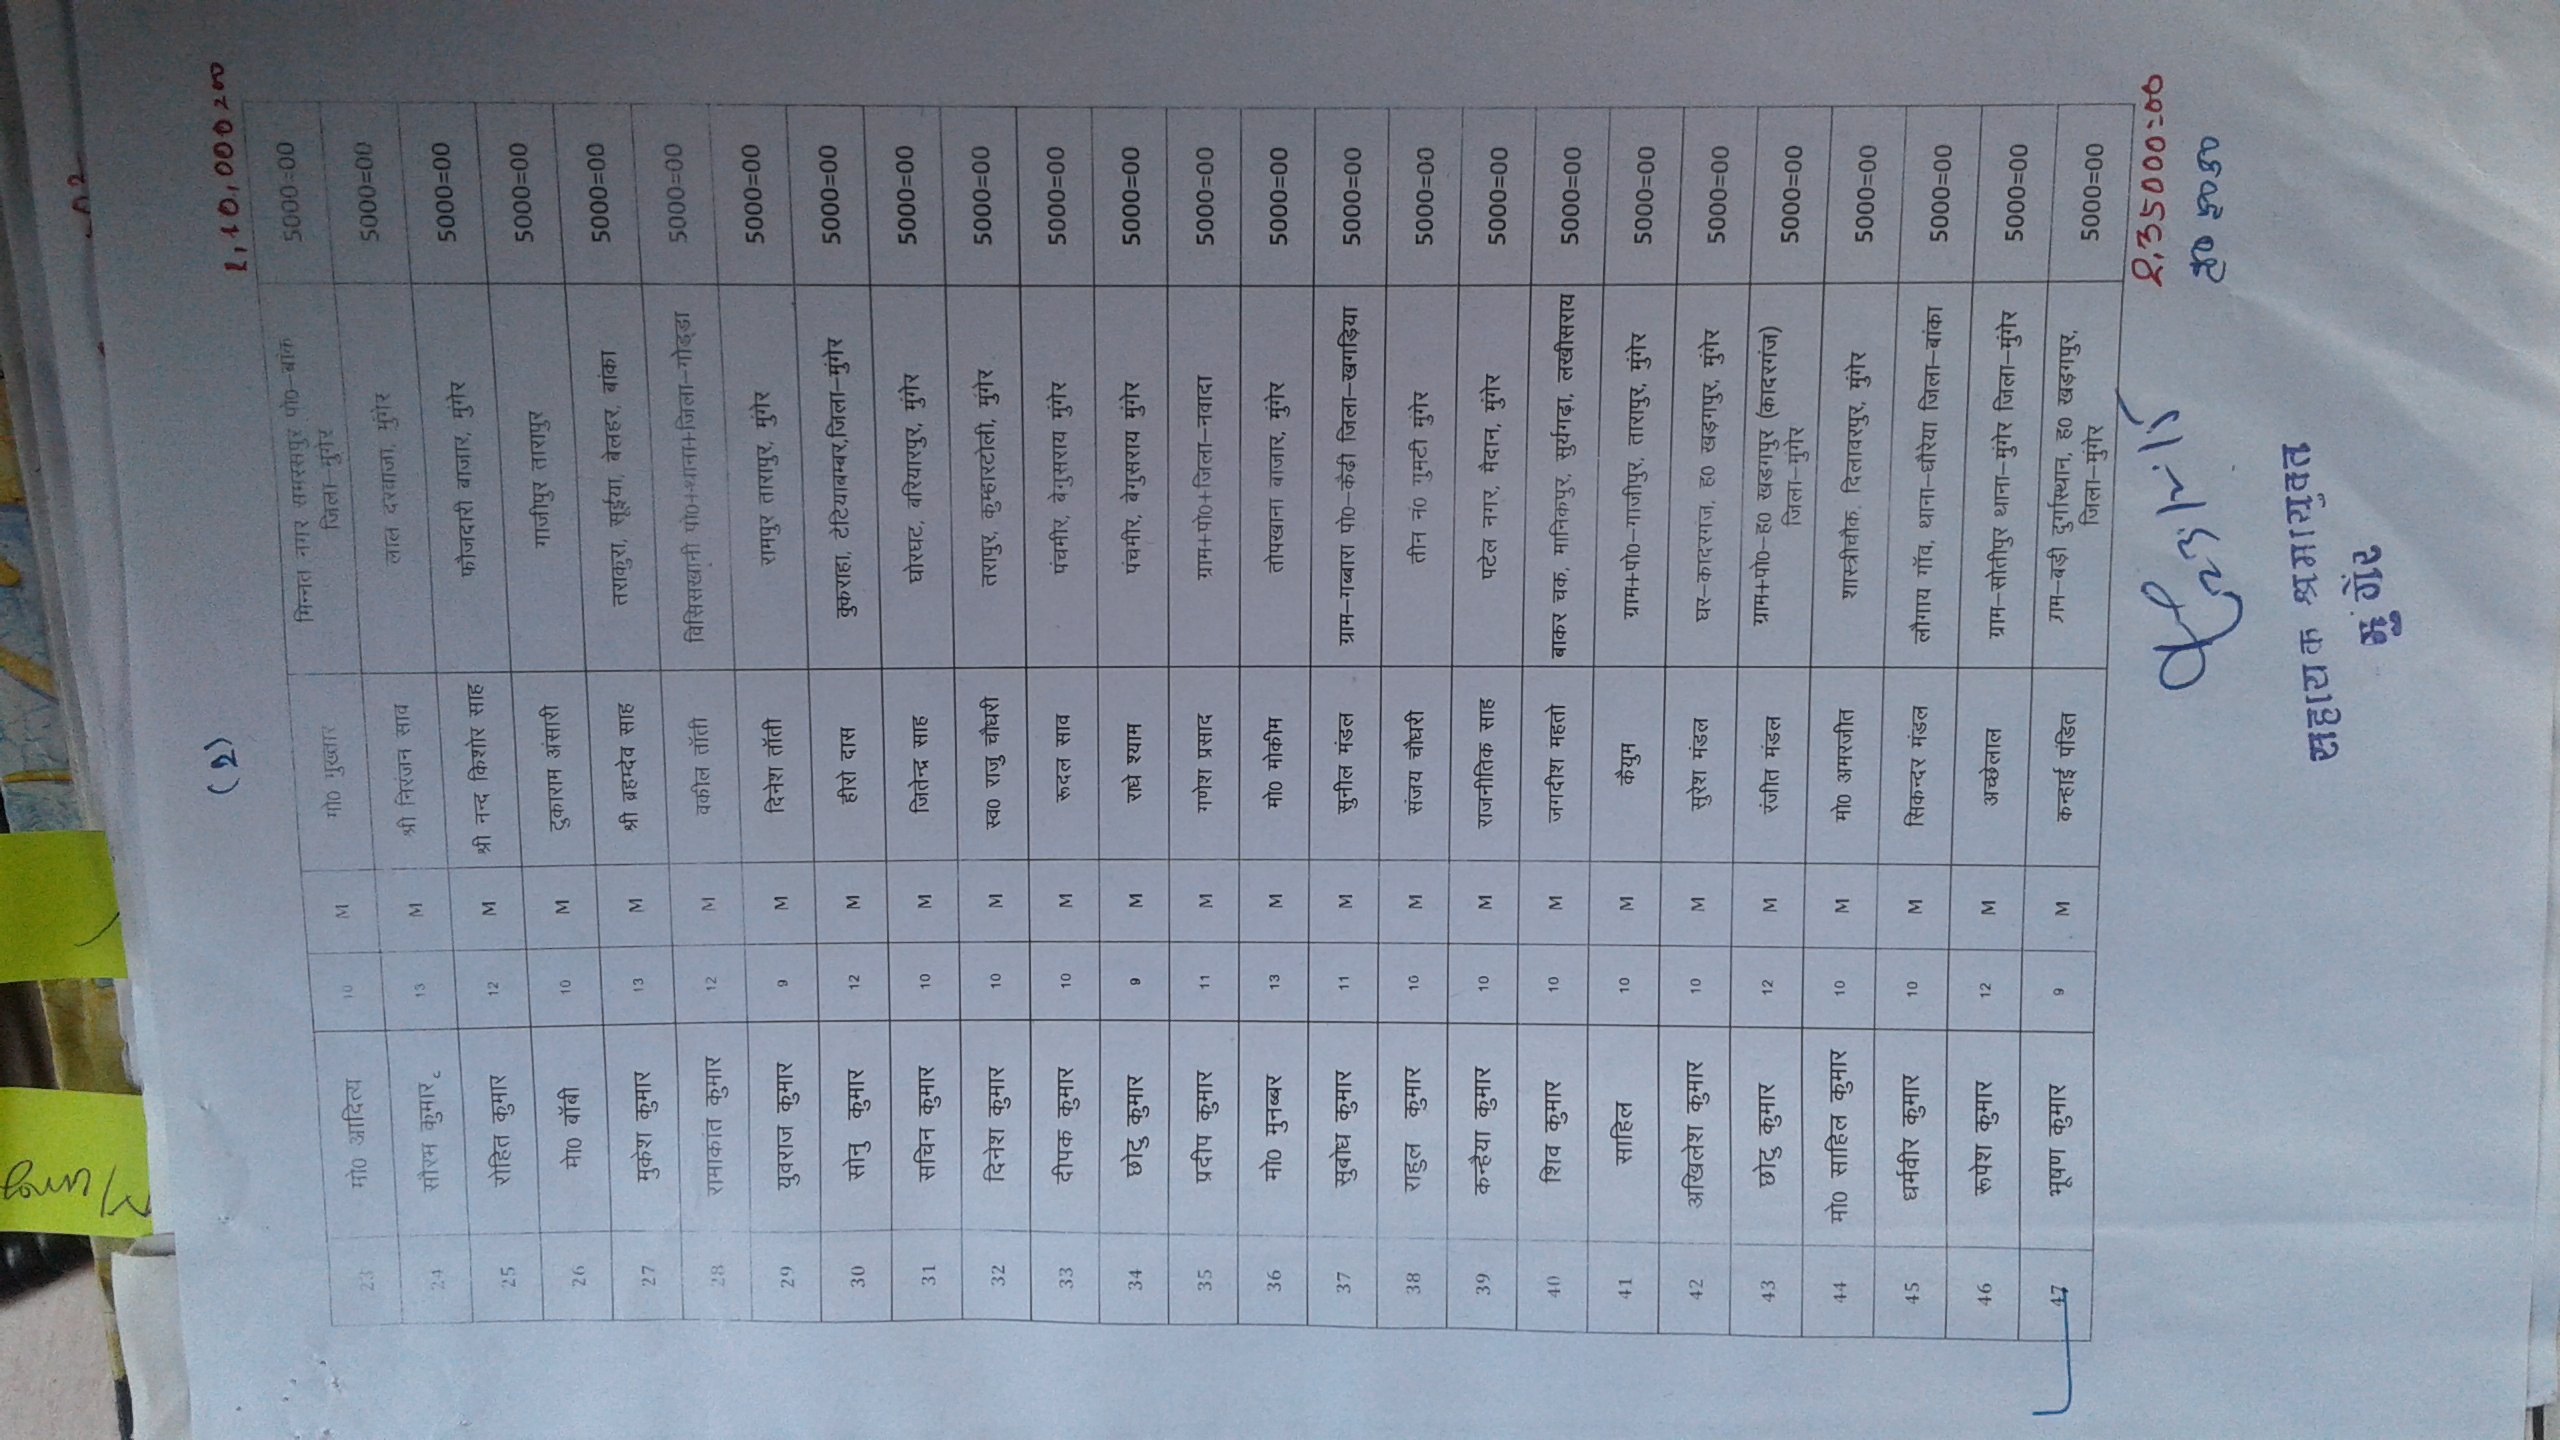 (2)
1,10,000=00
23 मो0 आदित्य 10 M मो0 मुख्तार मिन्नत नगर समरसपुर पो0–बांक जिला–मुंगेर 5000=00
24 सौरभ कुमार 13 M श्री निरंजन साव लाल दरवाजा, मुंगेर 5000=00
25 रोहित कुमार 12 M श्री नन्द किशोर साह फौजदारी बाजार, मुंगेर 5000=00
26 मेा0 बॉबी 10 M टुकाराम अंसारी गाजीपुर तारापुर 5000=00
27 मुकेश कुमार 13 M श्री ब्रहम्देव साह तराकुरा, सूईया, बेलहर, बांका 5000=00
28 रामाकांत कुमार 12 M वकील तॉती विसिसखानी पो0+थाना+जिला–गोड्डा 5000=00
29 युवराज कुमार 9 M दिनेश तॉती रामपुर तारापुर, मुंगेर 5000=00
30 सोनु कुमार 12 M हीरो दास कुकराहा, टेटियाबम्बर,जिला–मुंगेर 5000=00
31 सचिन कुमार 10 M जितेन्द्र साह घोरघट, बरियारपुर, मुंगेर 5000=00
32 दिनेश कुमार 10 M स्व0 राजु चौधरी तरापुर, कुम्हारटोली, मुंगेर 5000=00
33 दीपक कुमार 10 M रूदल साव पंचमीर, बेगुसराय मुंगेर 5000=00
34 छोटु कुमार 9 M राधे श्याम पंचमीर, बेगुसराय मुंगेर 5000=00
35 प्रदीप कुमार 11 M गणेश प्रसाद ग्राम+पो0+जिला–नवादा 5000=00
36 मो0 मुनब्बर 13 M मो0 मोकीम तोपखाना बाजार, मुंगेर 5000=00
37 सुबोध कुमार 11 M सुनील मंडल ग्राम–गब्बारा पो0–कैढी जिला–खगड़िया 5000=00
38 राहुल कुमार 10 M संजय चौधरी तीन नं0 गुमटी मुंगेर 5000=00
39 कन्हैया कुमार 10 M राजनीतिक साह पटेल नगर, मैदान, मुंगेर 5000=00
40 शिव कुमार 10 M जगदीश महतो बाकर चक, मानिकपुर, सुर्यगढ़ा, लखीसराय 5000=00
41 साहिल 10 M कैयुम ग्राम+पो0–गाजीपुर, तारापुर, मुंगेर 5000=00
42 अखिलेश कुमार 10 M सुरेश मंडल घर–कादरगंज, ह0 खड़गपुर, मुंगेर 5000=00
43 छोटु कुमार 12 M रंजीत मंडल ग्राम+पो0–ह0 खडगपुर (कादरगंज) जिला–मुंगेर 5000=00
44 मो0 साहिल कुमार 10 M मो0 अमरजीत शास्त्रीचौक, दिलावरपुर, मुंगेर 5000=00
45 धर्मवीर कुमार 10 M सिकन्दर मंडल लौगाय गॉव, थाना–धौरेया जिला–बांका 5000=00
46 रूपेश कुमार 12 M अच्छेलाल ग्राम–सोतीपुर थाना–मुंगेर जिला–मुंगेर 5000=00
47 भूषण कुमार 9 M कन्हाई पंडित ग्रम–बड़ी दुर्गास्थान, ह0 खड़गपुर, जिला–मुंगेर 5000=00
2,35000=00
23.12.15
सहायक श्रमायुक्त
मुंगेर